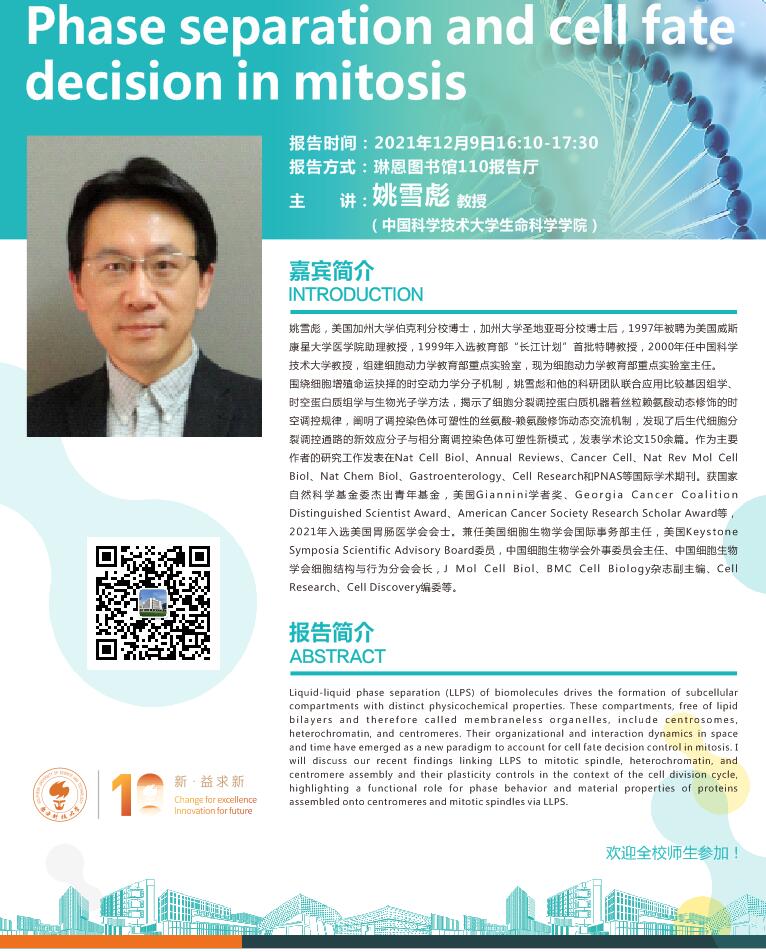 Phase separation and cell fate
decision in mitosis
报告时间：2021年12月9日16:10-17:30
报告方式：琳恩图书馆110报告厅
主 讲：姚雪彪 教授
（中国科学技术大学生命科学学院）
嘉宾简介
INTRODUCTION
姚雪彪，美国加州大学伯克利分校博士，加州大学圣地亚哥分校博士后，1997年被聘为美国威斯
康星大学医学院助理教授，1999年入选教育部“长江计划”首批特聘教授，2000年任中国科学
技术大学教授，组建细胞动力学教育部重点实验室，现为细胞动力学教育部重点实验室主任。
围绕细胞增殖命运抉择的时空动力学分子机制，姚雪彪和他的科研团队联合应用比较基因组学、
时空蛋白质组学与生物光子学方法，揭示了细胞分裂调控蛋白质机器着丝粒赖氨酸动态修饰的时
空调控规律，阐明了调控染色体可塑性的丝氨酸-赖氨酸修饰动态交流机制，发现了后生代细胞分
裂调控通路的新效应分子与相分离调控染色体可塑性新模式，发表学术论文150余篇。作为主要
作者的研究工作发表在Nat Cell Biol、Annual Reviews、Cancer Cell、Nat Rev Mol Cell
Biol、Nat Chem Biol、Gastroenterology、Cell Research和PNAS等国际学术期刊。获国家
自然科学基金委杰出青年基金，美国Giannini学者奖、Georgia Cancer Coalition
Distinguished Scientist Award、American Cancer Society Research Scholar Award等，
2021年入选美国胃肠医学会会士。兼任美国细胞生物学会国际事务部主任，美国Keystone
Symposia Scientific Advisory Board委员，中国细胞生物学会外事委员会主任、中国细胞生物
学会细胞结构与行为分会会长，J Mol Cell Biol、BMC Cell Biology杂志副主编、Cell
Research、Cell Discovery编委等。
报告简介
ABSTRACT
Liquid-liquid phase separation (LLPS) of biomolecules drives the formation of subcellular
compartments with distinct physicochemical properties. These compartments, free of lipid
bilayers and therefore called membraneless organelles, include centrosomes,
heterochromatin, and centromeres. Their organizational and interaction dynamics in space
and time have emerged as a new paradigm to account for cell fate decision control in mitosis. I
will discuss our recent findings linking LLPS to mitotic spindle, heterochromatin, and
centromere assembly and their plasticity controls in the context of the cell division cycle,
highlighting a functional role for phase behavior and material properties of proteins
assembled onto centromeres and mitotic spindles via LLPS.
10
新·益求新
Change for excellence
Innovation for future
欢迎全校师生参加！